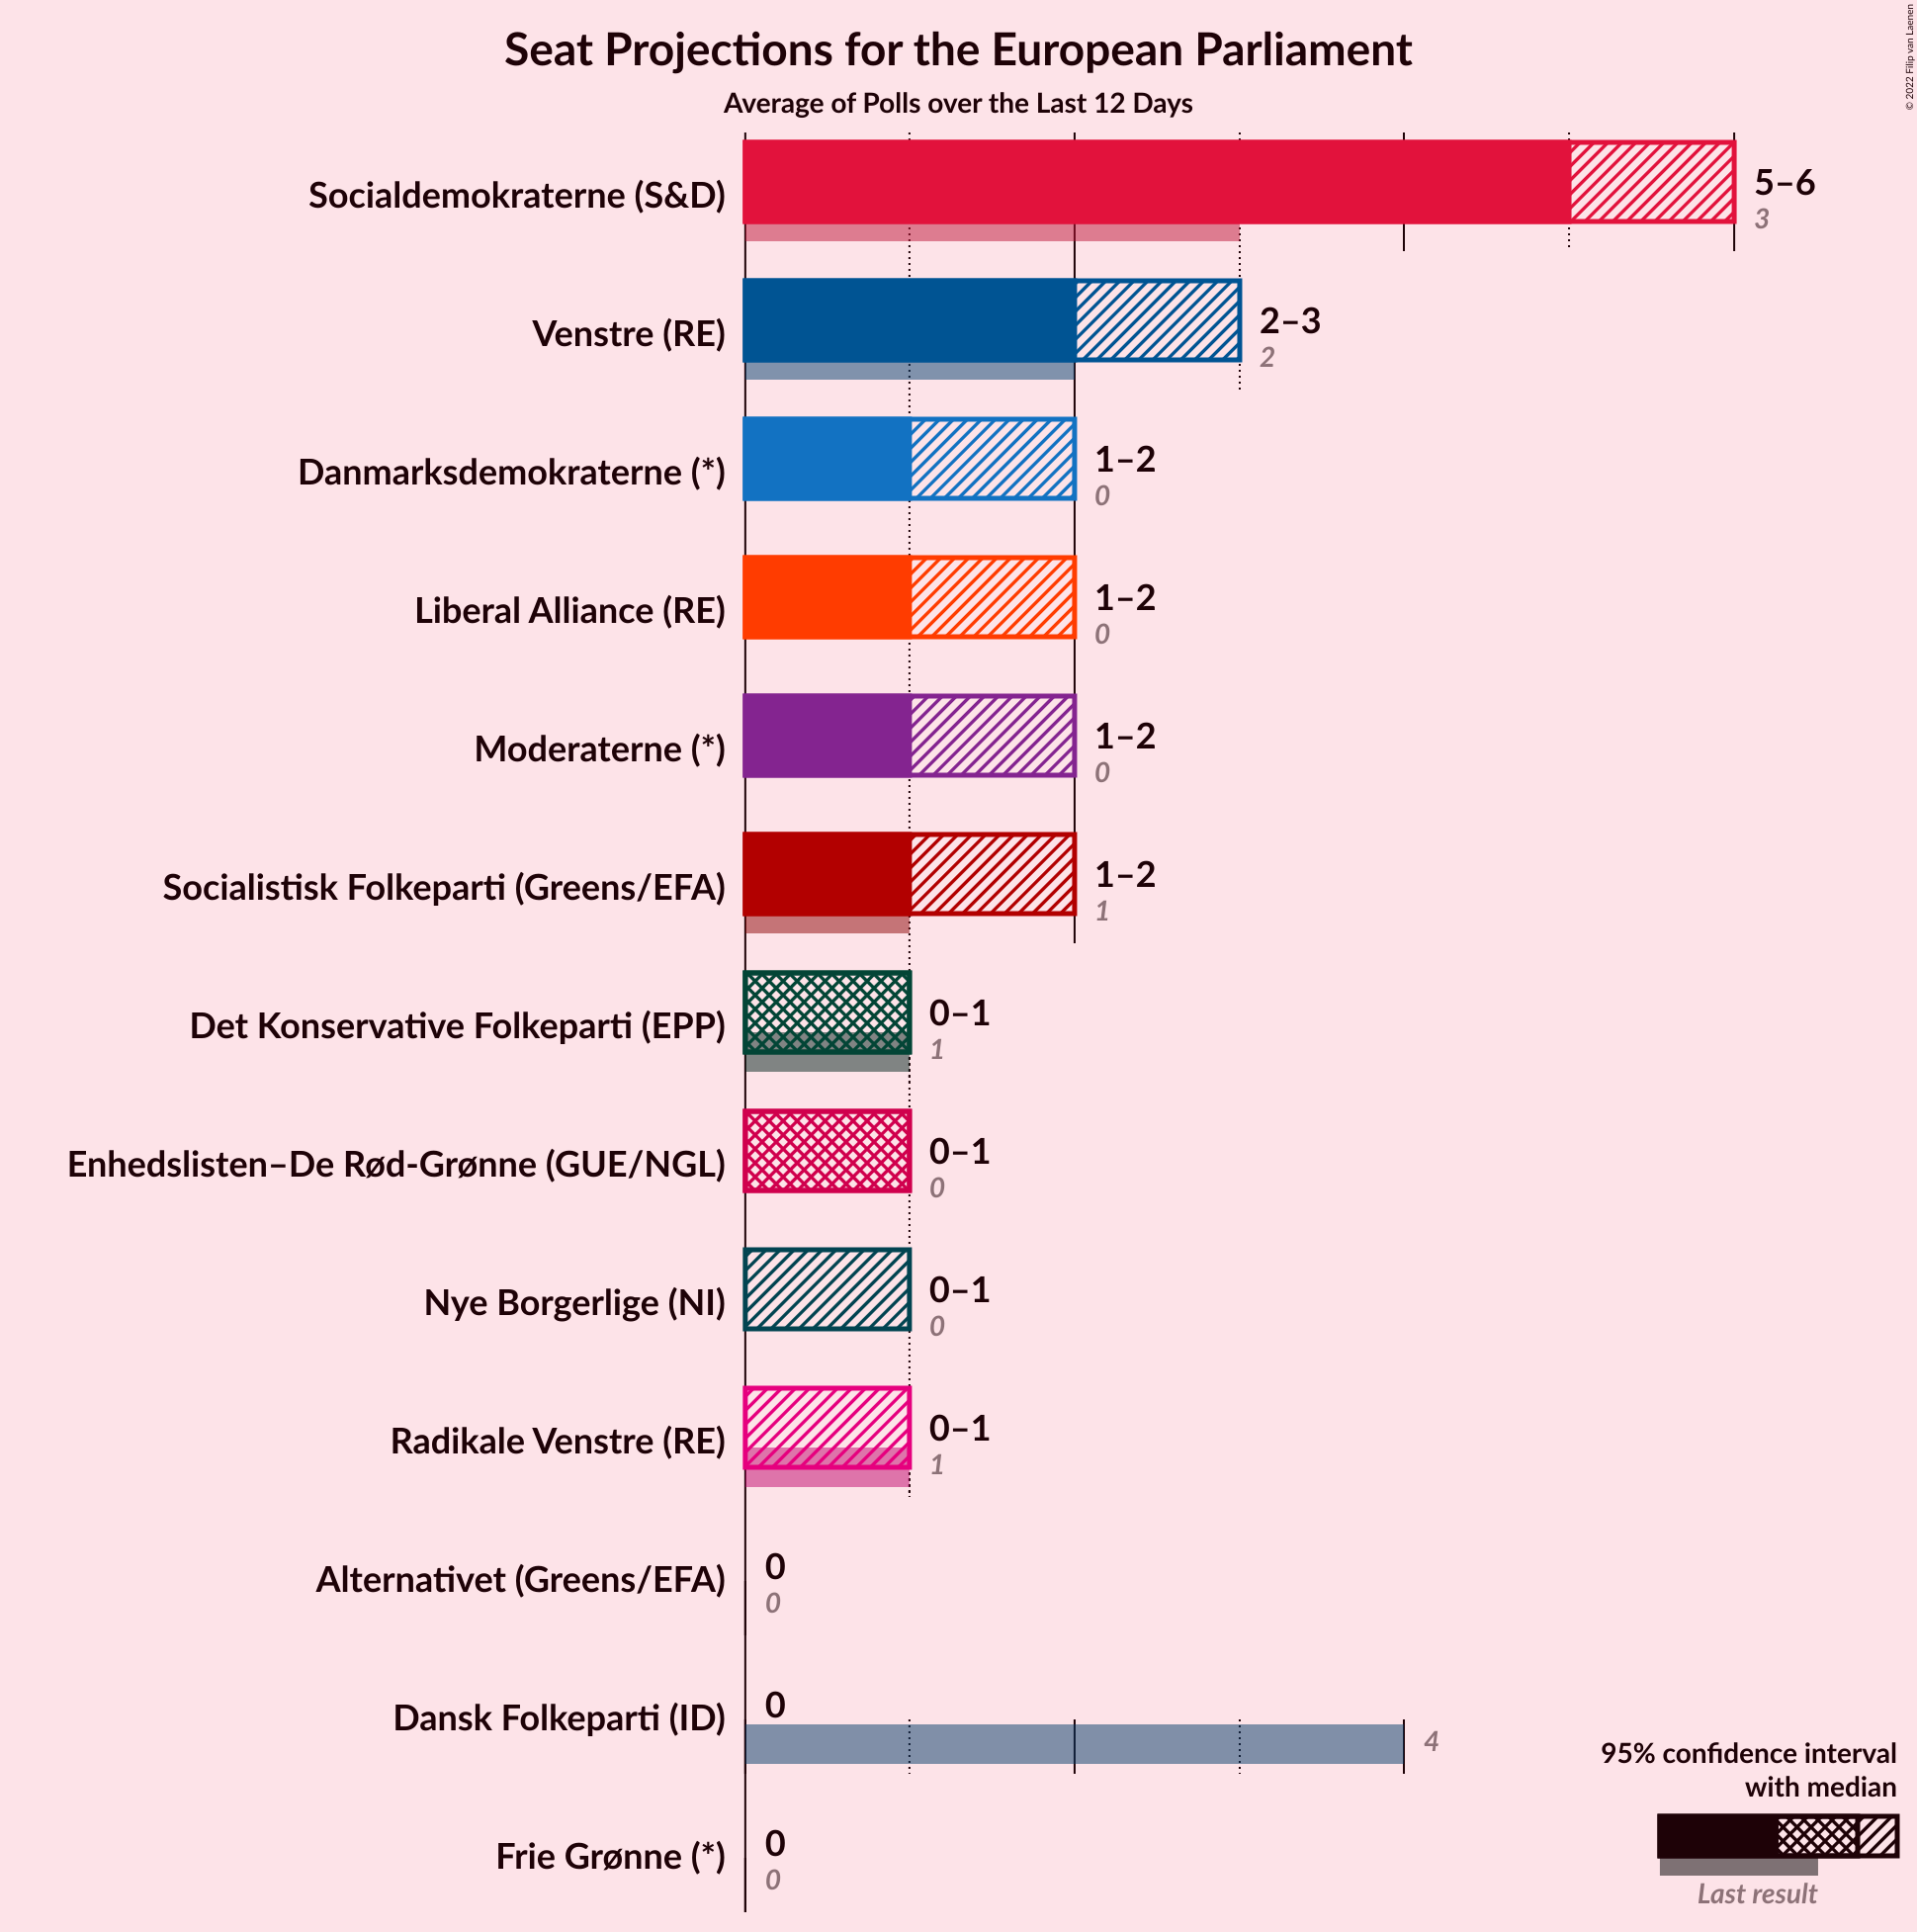 Seat Projections for the European Parliament
Average of Polls over the Last 12 Days
© 2022 Filip van Laenen
Socialdemokraterne (S&D)
5–6
3
Venstre (RE)
2–3
2
Danmarksdemokraterne (*)
1–2
0
Liberal Alliance (RE)
1–2
0
Moderaterne (*)
1–2
0
Socialistisk Folkeparti (Greens/EFA)
1–2
1
Det Konservative Folkeparti (EPP)
0–1
1
Enhedslisten–De Rød-Grønne (GUE/NGL)
0–1
0
Nye Borgerlige (NI)
0–1
0
Radikale Venstre (RE)
0–1
1
Alternativet (Greens/EFA)
0
0
Dansk Folkeparti (ID)
0
4
Frie Grønne (*)
0
0
95% confidence interval
with median
Last result